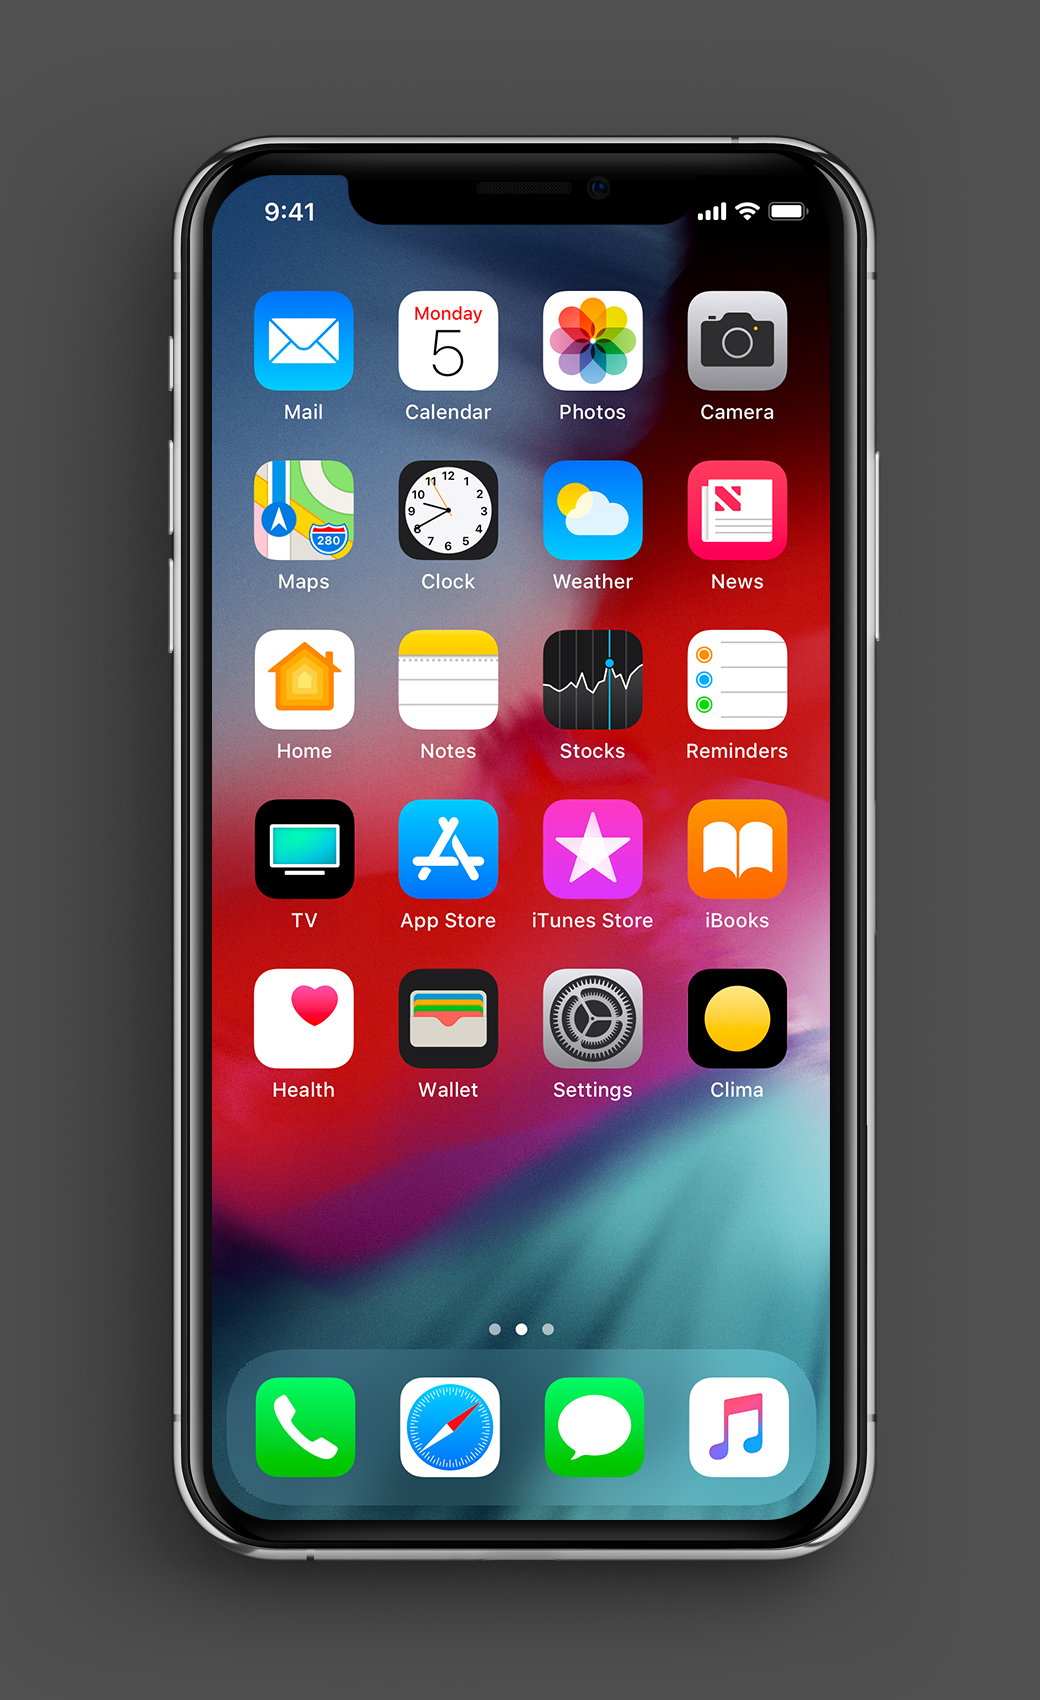 9:41
Monday
5
Mail
Calendar
Photos
Camera
11 12 1
10 2
9 3
8 4
7 6 5
280
Maps
Clock
Weather
News
Home
Notes
Stocks
Reminders
TV
App Store
iTunes Store
iBooks
Health
Wallet
Settings
Clima